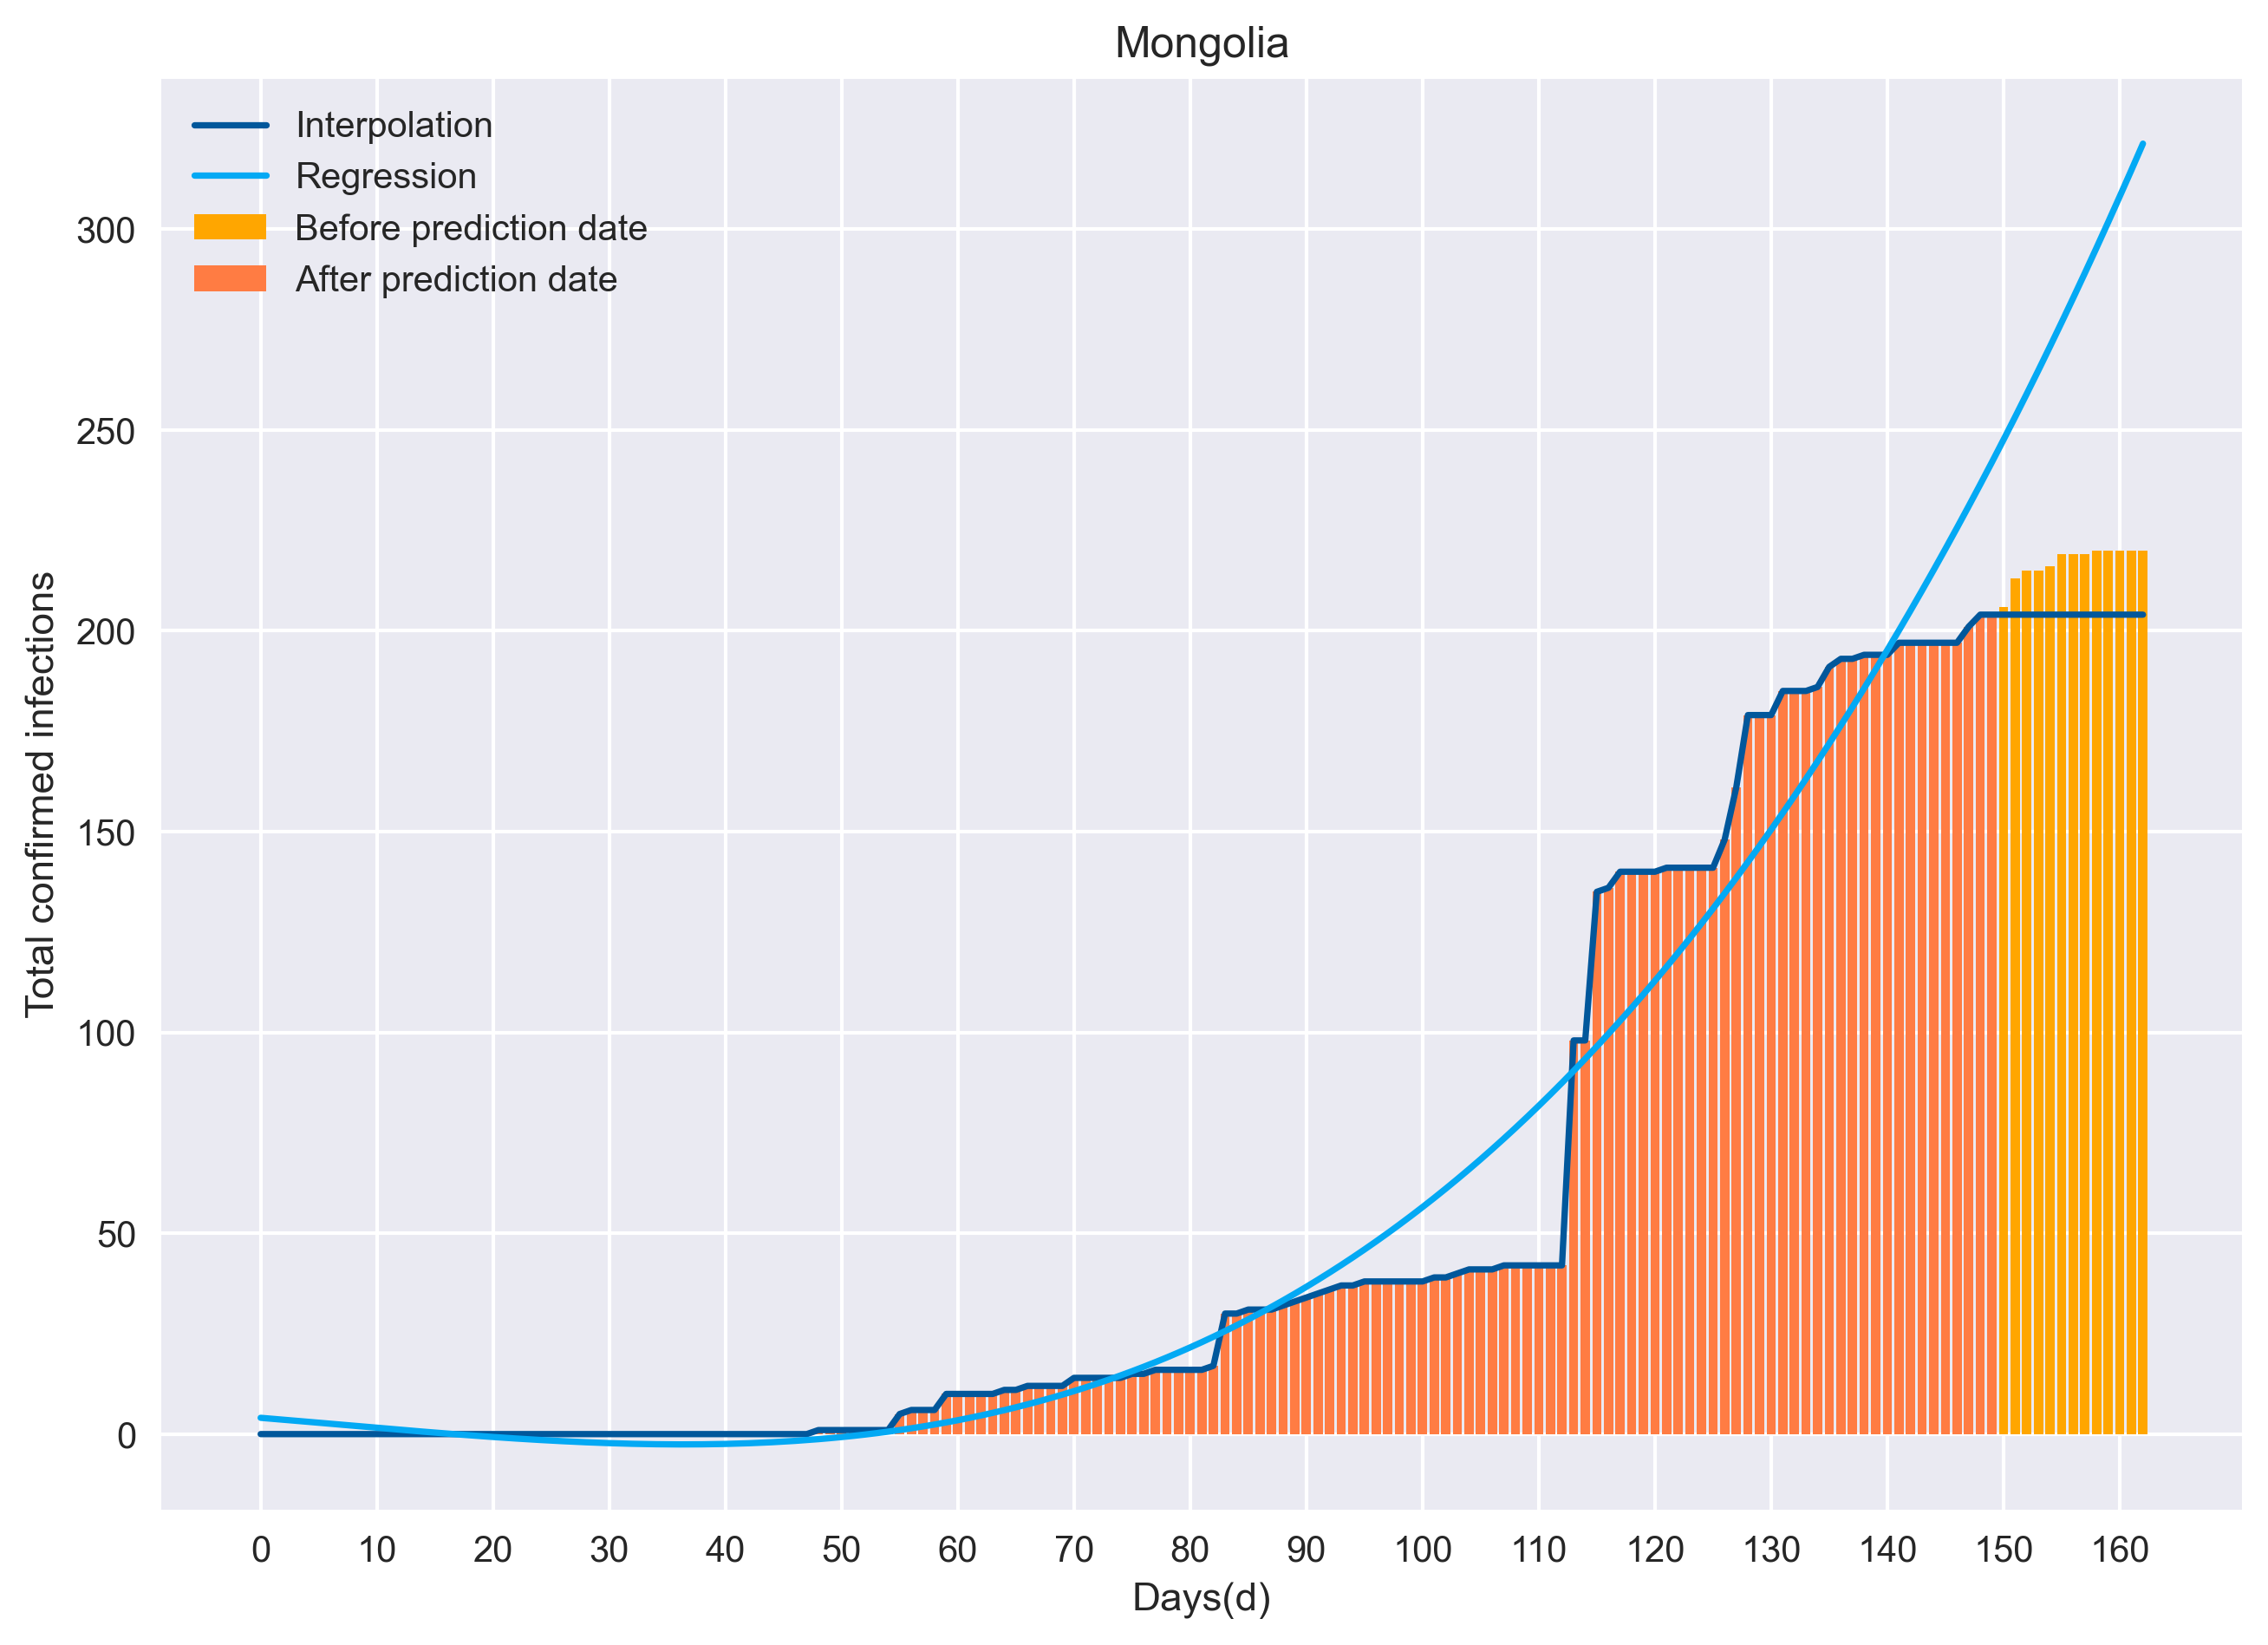 Mongolia
Interpolation
Regression
Before prediction date
After prediction date
300
250
200
150
100
50
0
Total confirmed infections
0 10 20 30 40 50 60 70 80 90 100 110 120 130 140 150 160
Days(d)